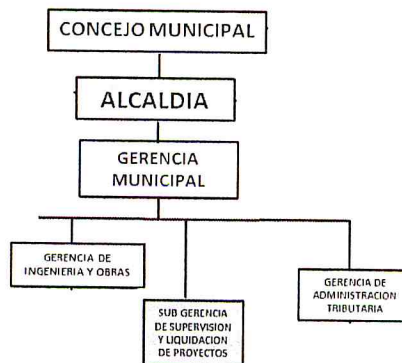 CONCEJO MUNICIPAL
ALCALDIA
GERENCIA
MUNICIPAL
GERENCIA DE
INGENIERIA Y OBRAS
SUB GERENCIA
DE SUPERVISION
Y LIQUIDACION
DE PROYECTOS
GERENCIA DE
ADMINISTRACION
TRIBUTARIA